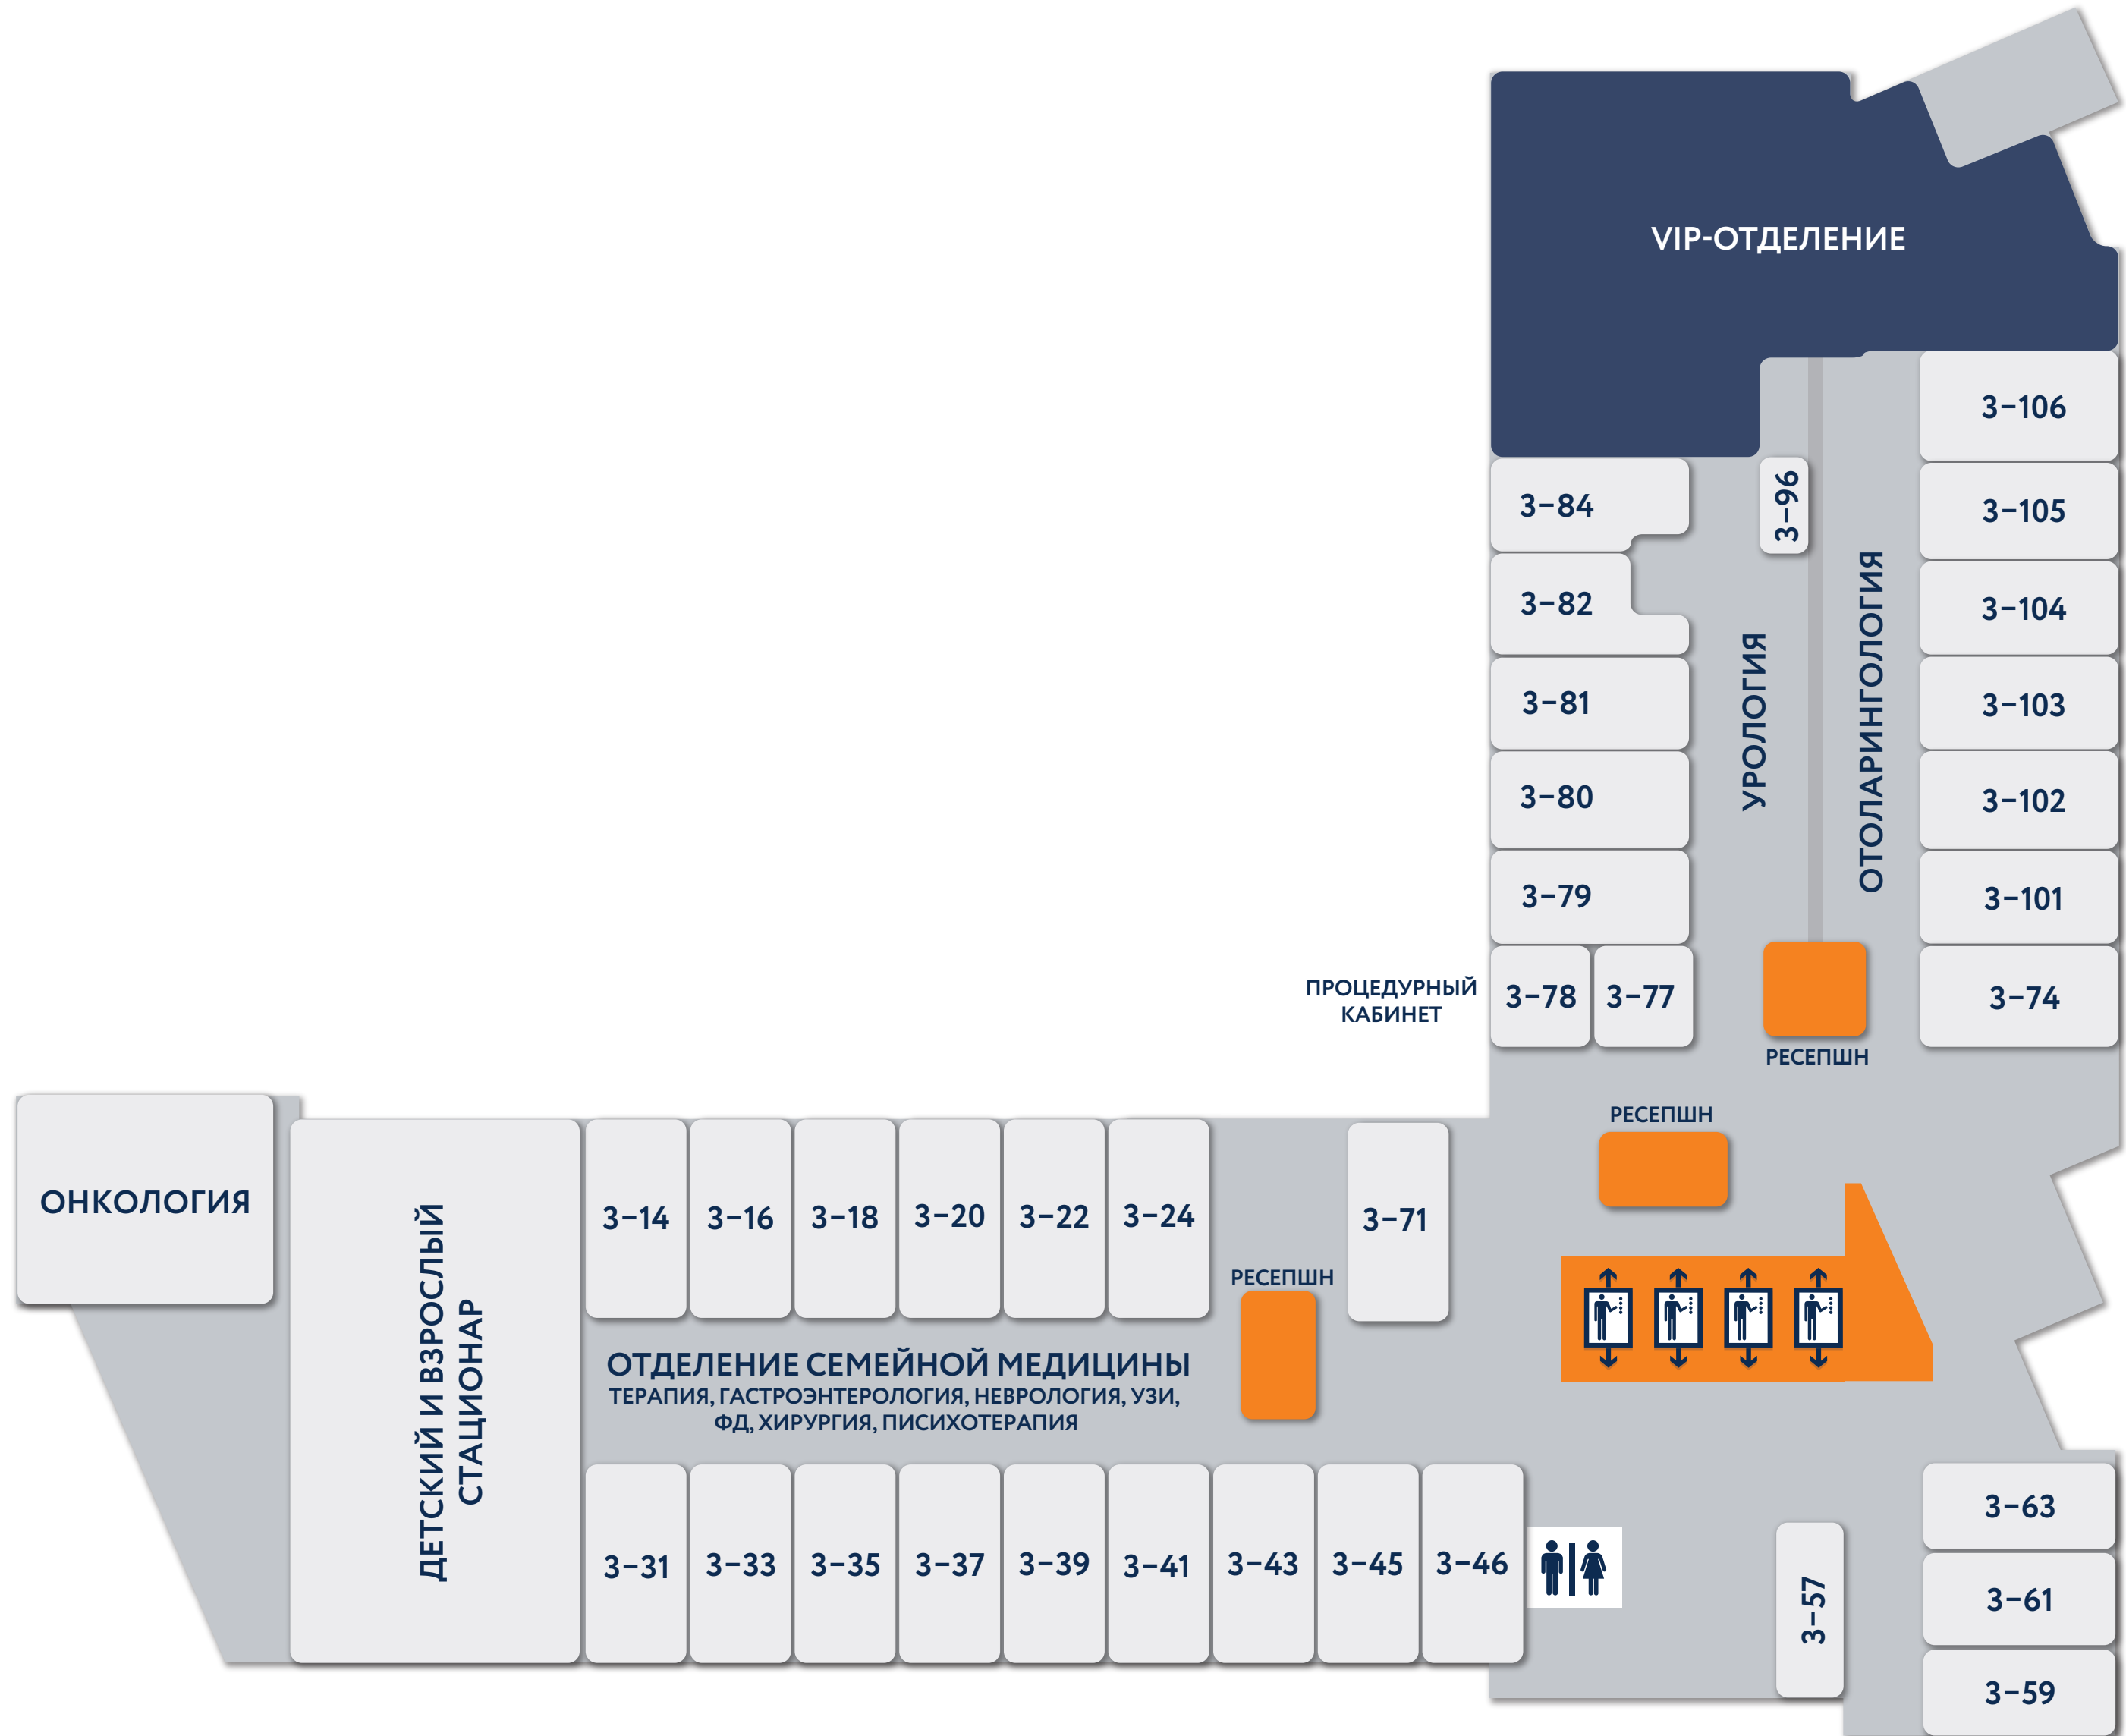 VIP-ОТДЕЛЕНИЕ
3-106
3-84
3-96
3-105
3-82
3-104
УРОЛОГИЯ
ОТОЛАРИНГОЛОГИЯ
3-81
3-103
3-80
3-102
3-79
3-101
ПРОЦЕДУРНЫЙ
КАБИНЕТ
3-78
3-77
3-74
РЕСЕПШН
РЕСЕПШН
ОНКОЛОГИЯ
ДЕТСКИЙ И ВЗРОСЛЫЙ
СТАЦИОНАР
3-14
3-16
3-18
3-20
3-22
3-24
РЕСЕПШН
3-71
ОТДЕЛЕНИЕ СЕМЕЙНОЙ МЕДИЦИНЫ
ТЕРАПИЯ, ГАСТРОЭНТЕРОЛОГИЯ, НЕВРОЛОГИЯ, УЗИ,
ФД, ХИРУРГИЯ, ПИСИХОТЕРАПИЯ
3-31
3-33
3-35
3-37
3-39
3-41
3-43
3-45
3-46
3-57
3-63
3-61
3-59